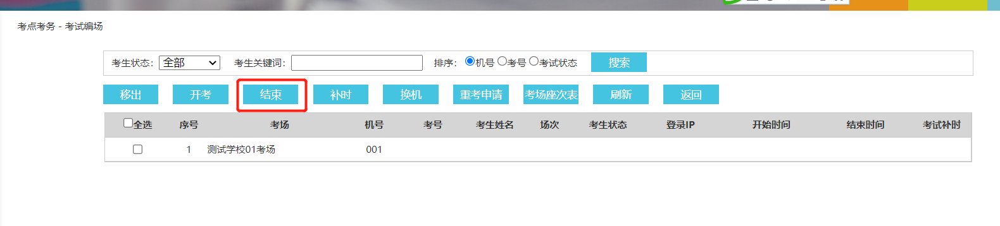 考点考务 - 考试编场
考生状态: 全部 考生关键词: 排序: 机号 考号 考试状态 搜索
移出 开考 结束 补时 换机 重考申请 考场座次表 刷新 返回
全选 序号 考场 机号 考号 考生姓名 场次 考生状态 登录IP 开始时间 结束时间 考试补时
1 测试学校01考场 001